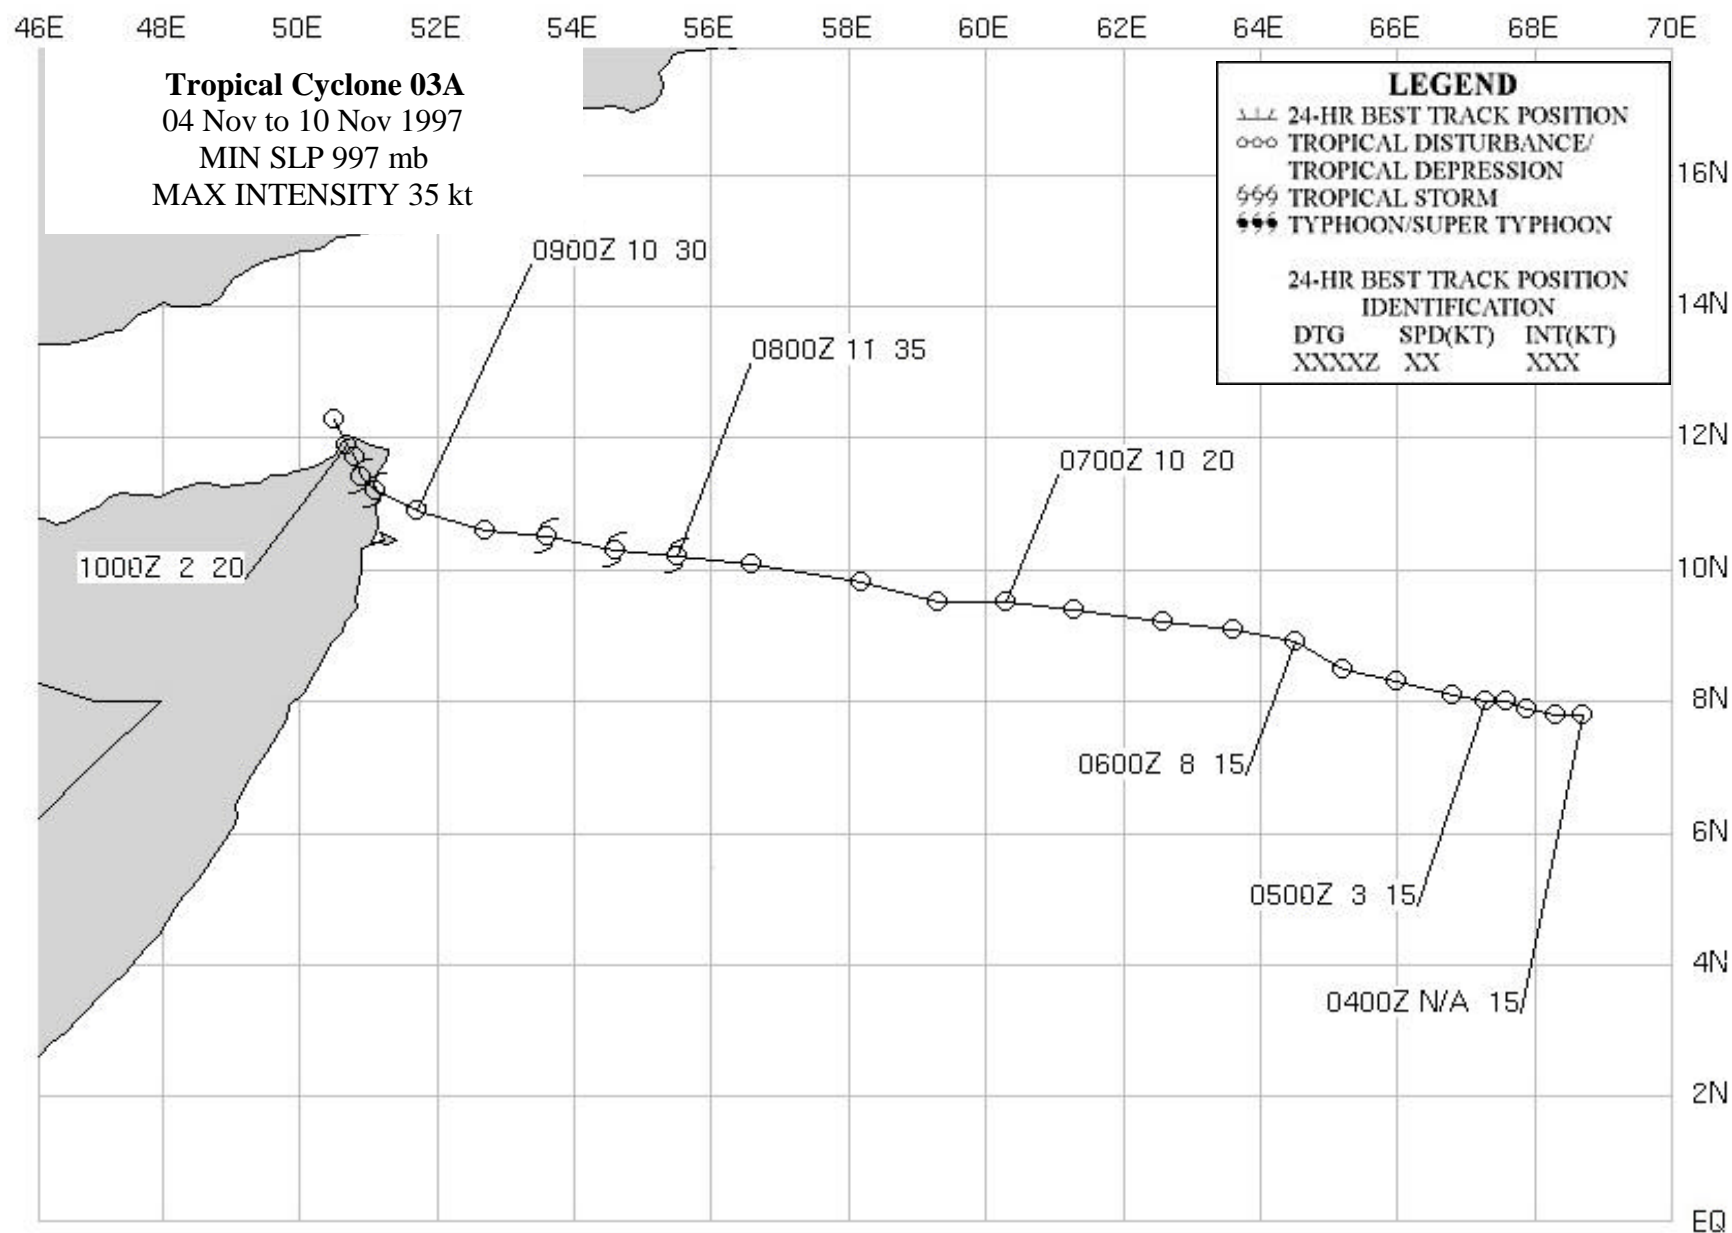 46E 48E 50E 52E 54E 56E 58E 60E 62E 64E 66E 68E 70E
Tropical Cyclone 03A
04 Nov to 10 Nov 1997
MIN SLP 997 mb
MAX INTENSITY 35 kt
LEGEND
24-HR BEST TRACK POSITION
TROPICAL DISTURBANCE/
TROPICAL DEPRESSION
TROPICAL STORM
TYPHOON/SUPER TYPHOON
24-HR BEST TRACK POSITION
IDENTIFICATION
DTG SPD(KT) INT(KT)
XXXXZ XX XXX
16N
0900Z 10 30
14N
0800Z 11 35
12N
0700Z 10 20
1000Z 2 20
10N
8N
0600Z 8 15
6N
0500Z 3 15
4N
0400Z N/A 15
2N
EQ